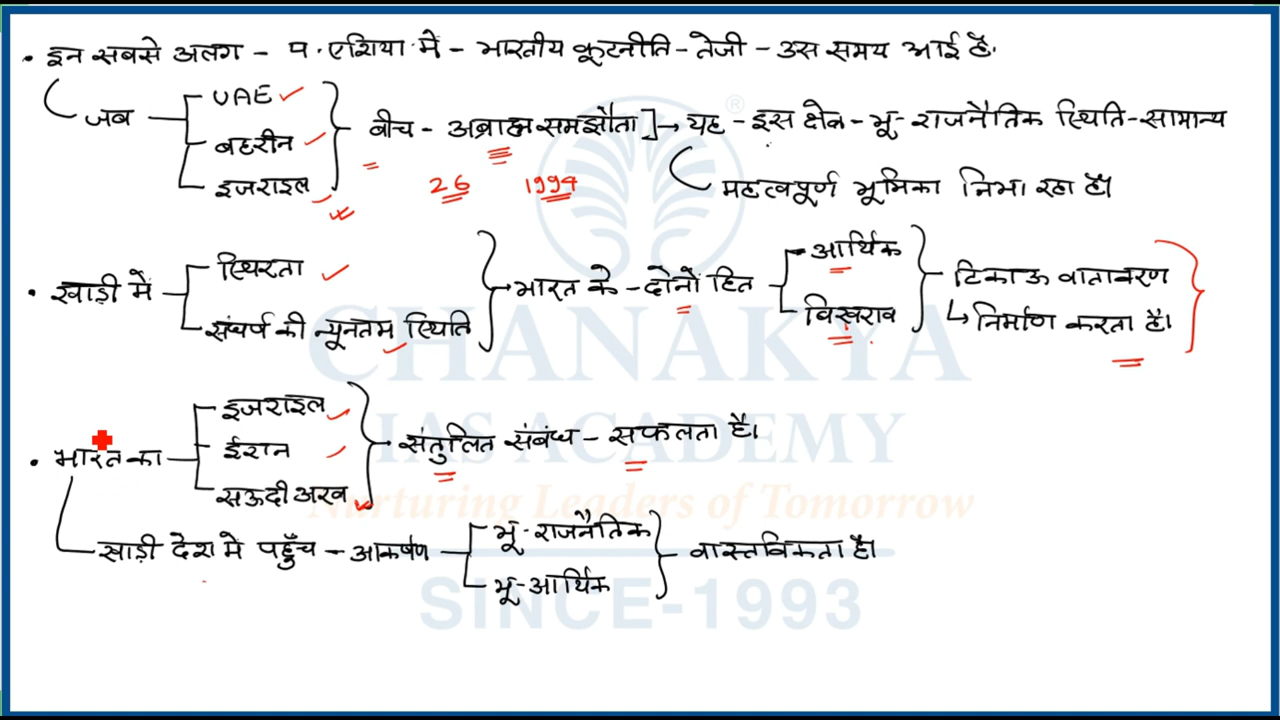 • इन सबसे अलग – प. एशिया में – भारतीय कूटनीति – तेजी – उस समय आई है।
जब
UAE
बहरीन
इजराइल
बीच – अब्राहम समझौता] → यह – इस क्षेत्र – भू-राजनैतिक स्थिति – सामान्य
महत्वपूर्ण भूमिका निभा रहा है।
26 1994
• खाड़ी में
स्थिरता
संघर्ष की न्यूनतम स्थिति
→ भारत के – दोनों हित
आर्थिक
बिखराव
टिकाऊ वातावरण
↳ निर्माण करता है।
• भारत का
इजराइल
ईरान
सऊदी अरब
संतुलित संबंध – सफलता है।
खाड़ी देश में पहुँच – आकर्षण
भू-राजनैतिक
भू-आर्थिक
वास्तविकता है।
CHANAKYA
IAS ACADEMY
Nurturing Leaders of Tomorrow
SINCE-1993
®